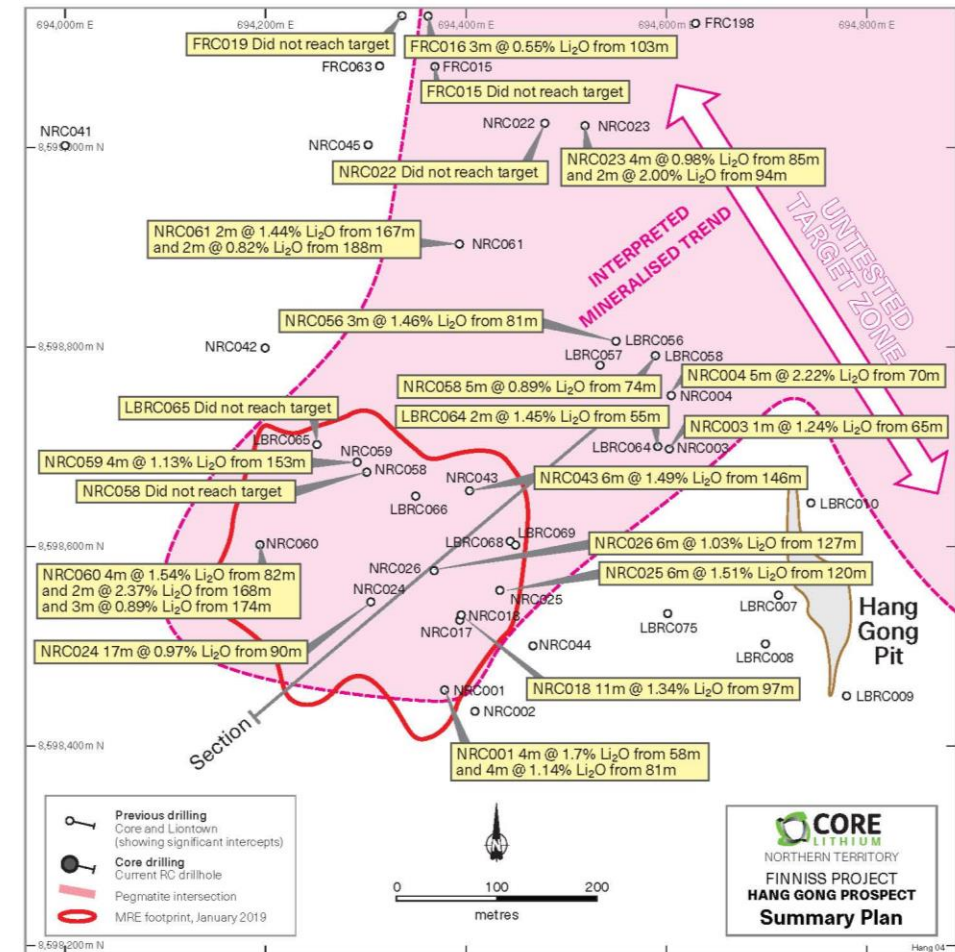 694,000m E
694,200m E
694,400m E
694,600m E
694,800m E
FRC198
FRC019 Did not reach target
FRC016 3m @ 0.55% Li₂O from 103m
FRC063
FRC015
FRC015 Did not reach target
NRC041
NRC022
NRC023
8,599,000m N
NRC045
NRC022 Did not reach target
NRC023 4m @ 0.98% Li₂O from 85m
and 2m @ 2.00% Li₂O from 94m
NRC061 2m @ 1.44% Li₂O from 167m
and 2m @ 0.82% Li₂O from 188m
NRC061
INTERPRETED
MINERALISED TREND
UNTESTED
TARGET ZONE
NRC056 3m @ 1.46% Li₂O from 81m
LBRC056
8,598,800m N
NRC042
LBRC057
LBRC058
NRC058 5m @ 0.89% Li₂O from 74m
NRC004 5m @ 2.22% Li₂O from 70m
NRC004
LBRC065 Did not reach target
LBRC064 2m @ 1.45% Li₂O from 55m
NRC003 1m @ 1.24% Li₂O from 65m
LBRC065
LBRC064
NRC003
NRC059
NRC059 4m @ 1.13% Li₂O from 153m
NRC058
NRC043
NRC043 6m @ 1.49% Li₂O from 146m
NRC058 Did not reach target
LBRC066
LBRC010
8,598,600m N
NRC060
LBRC069
LBRC068
NRC026 6m @ 1.03% Li₂O from 127m
NRC026
NRC060 4m @ 1.54% Li₂O from 82m
and 2m @ 2.37% Li₂O from 168m
and 3m @ 0.89% Li₂O from 174m
NRC025 6m @ 1.51% Li₂O from 120m
NRC024
NRC025
LBRC007
Hang
Gong
Pit
NRC018
NRC017
LBRC075
NRC024 17m @ 0.97% Li₂O from 90m
NRC044
LBRC008
NRC018 11m @ 1.34% Li₂O from 97m
NRC001
LBRC009
NRC002
Section
8,598,400m N
NRC001 4m @ 1.7% Li₂O from 58m
and 4m @ 1.14% Li₂O from 81m
Previous drilling
Core and Liontown
(showing significant intercepts)
Core drilling
Current RC drillhole
Pegmatite intersection
MRE footprint, January 2019
N
0
100
200
metres
CORE
LITHIUM
NORTHERN TERRITORY
FINNISS PROJECT
HANG GONG PROSPECT
Summary Plan
8,598,200m N
Hang 04